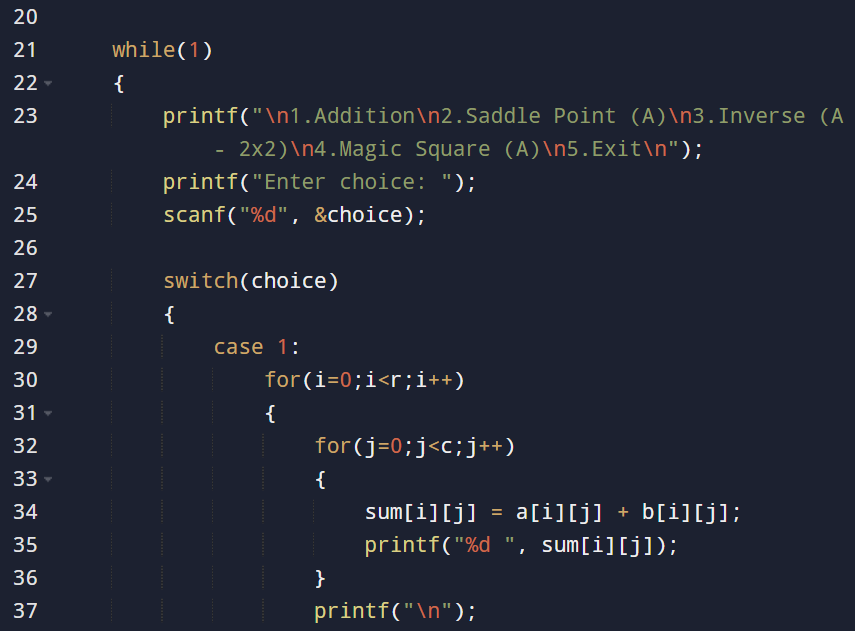 20
21 while(1)
22 {
23 printf("\n1.Addition\n2.Saddle Point (A)\n3.Inverse (A
- 2x2)\n4.Magic Square (A)\n5.Exit\n");
24 printf("Enter choice: ");
25 scanf("%d", &choice);
26
27 switch(choice)
28 {
29 case 1:
30 for(i=0;i<r;i++)
31 {
32 for(j=0;j<c;j++)
33 {
34 sum[i][j] = a[i][j] + b[i][j];
35 printf("%d ", sum[i][j]);
36 }
37 printf("\n");